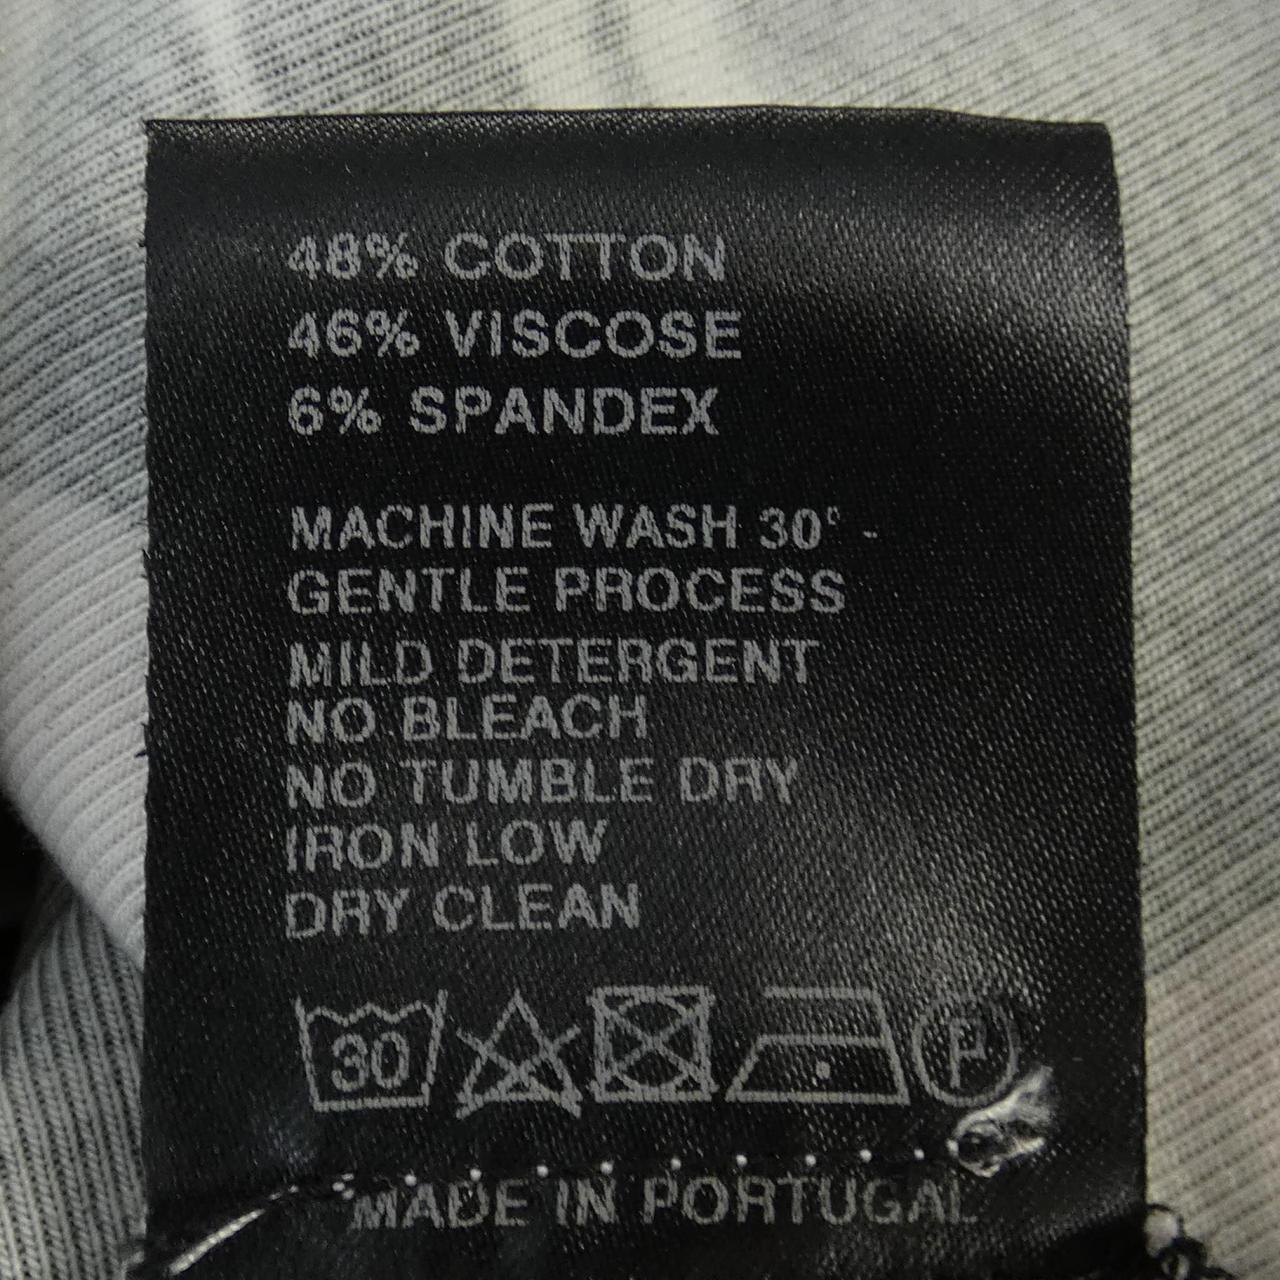 48% COTTON
46% VISCOSE
6% SPANDEX
MACHINE WASH 30° -
GENTLE PROCESS
MILD DETERGENT
NO BLEACH
NO TUMBLE DRY
IRON LOW
DRY CLEAN
30 P
MADE IN PORTUGAL